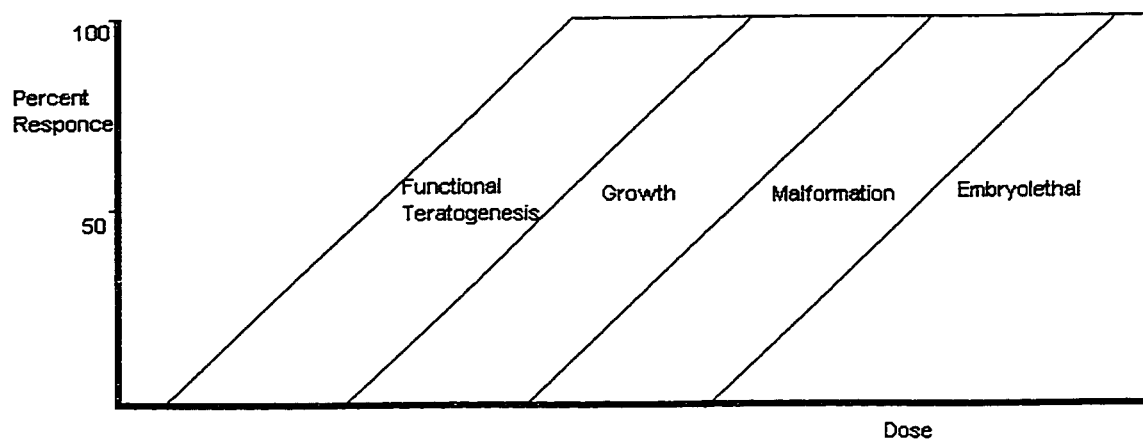 100
Percent
Responce
50
Functional
Teratogenesis
Growth
Malformation
Embryolethal
Dose